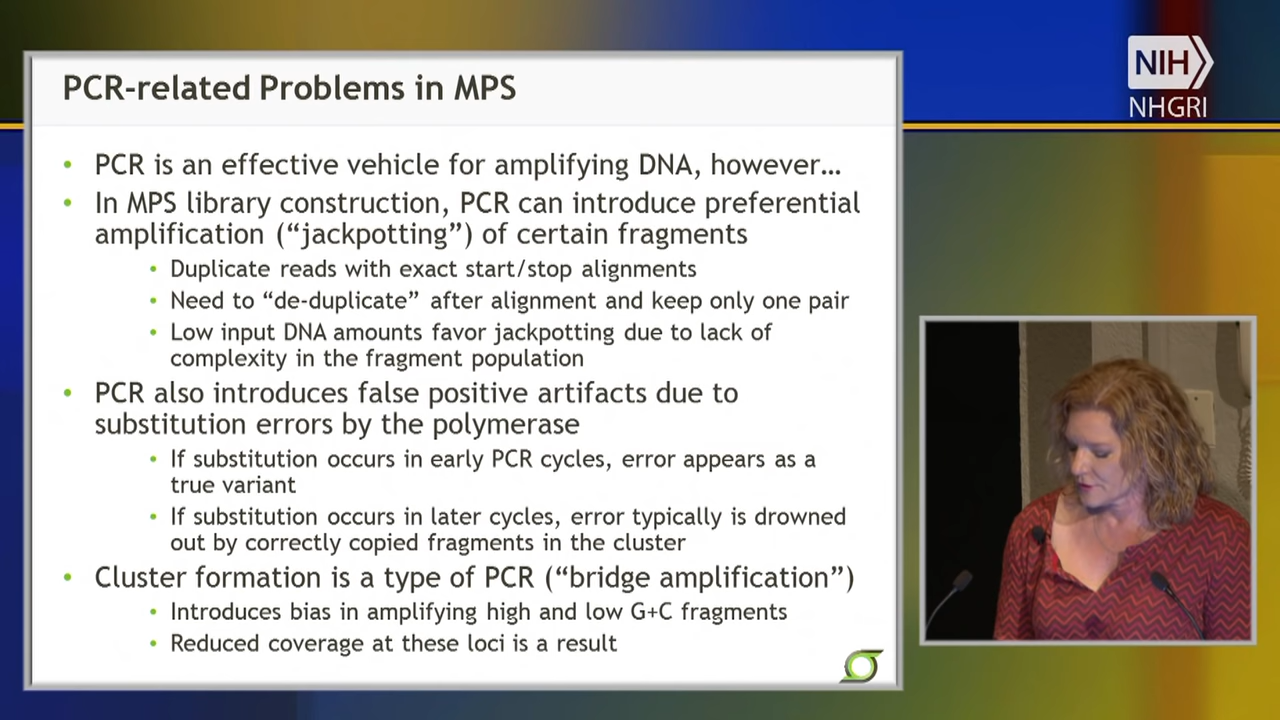 PCR-related Problems in MPS
• PCR is an effective vehicle for amplifying DNA, however…
• In MPS library construction, PCR can introduce preferential
amplification (“jackpotting”) of certain fragments
• Duplicate reads with exact start/stop alignments
• Need to “de-duplicate” after alignment and keep only one pair
• Low input DNA amounts favor jackpotting due to lack of
complexity in the fragment population
• PCR also introduces false positive artifacts due to
substitution errors by the polymerase
• If substitution occurs in early PCR cycles, error appears as a
true variant
• If substitution occurs in later cycles, error typically is drowned
out by correctly copied fragments in the cluster
• Cluster formation is a type of PCR (“bridge amplification”)
• Introduces bias in amplifying high and low G+C fragments
• Reduced coverage at these loci is a result
NIH
NHGRI